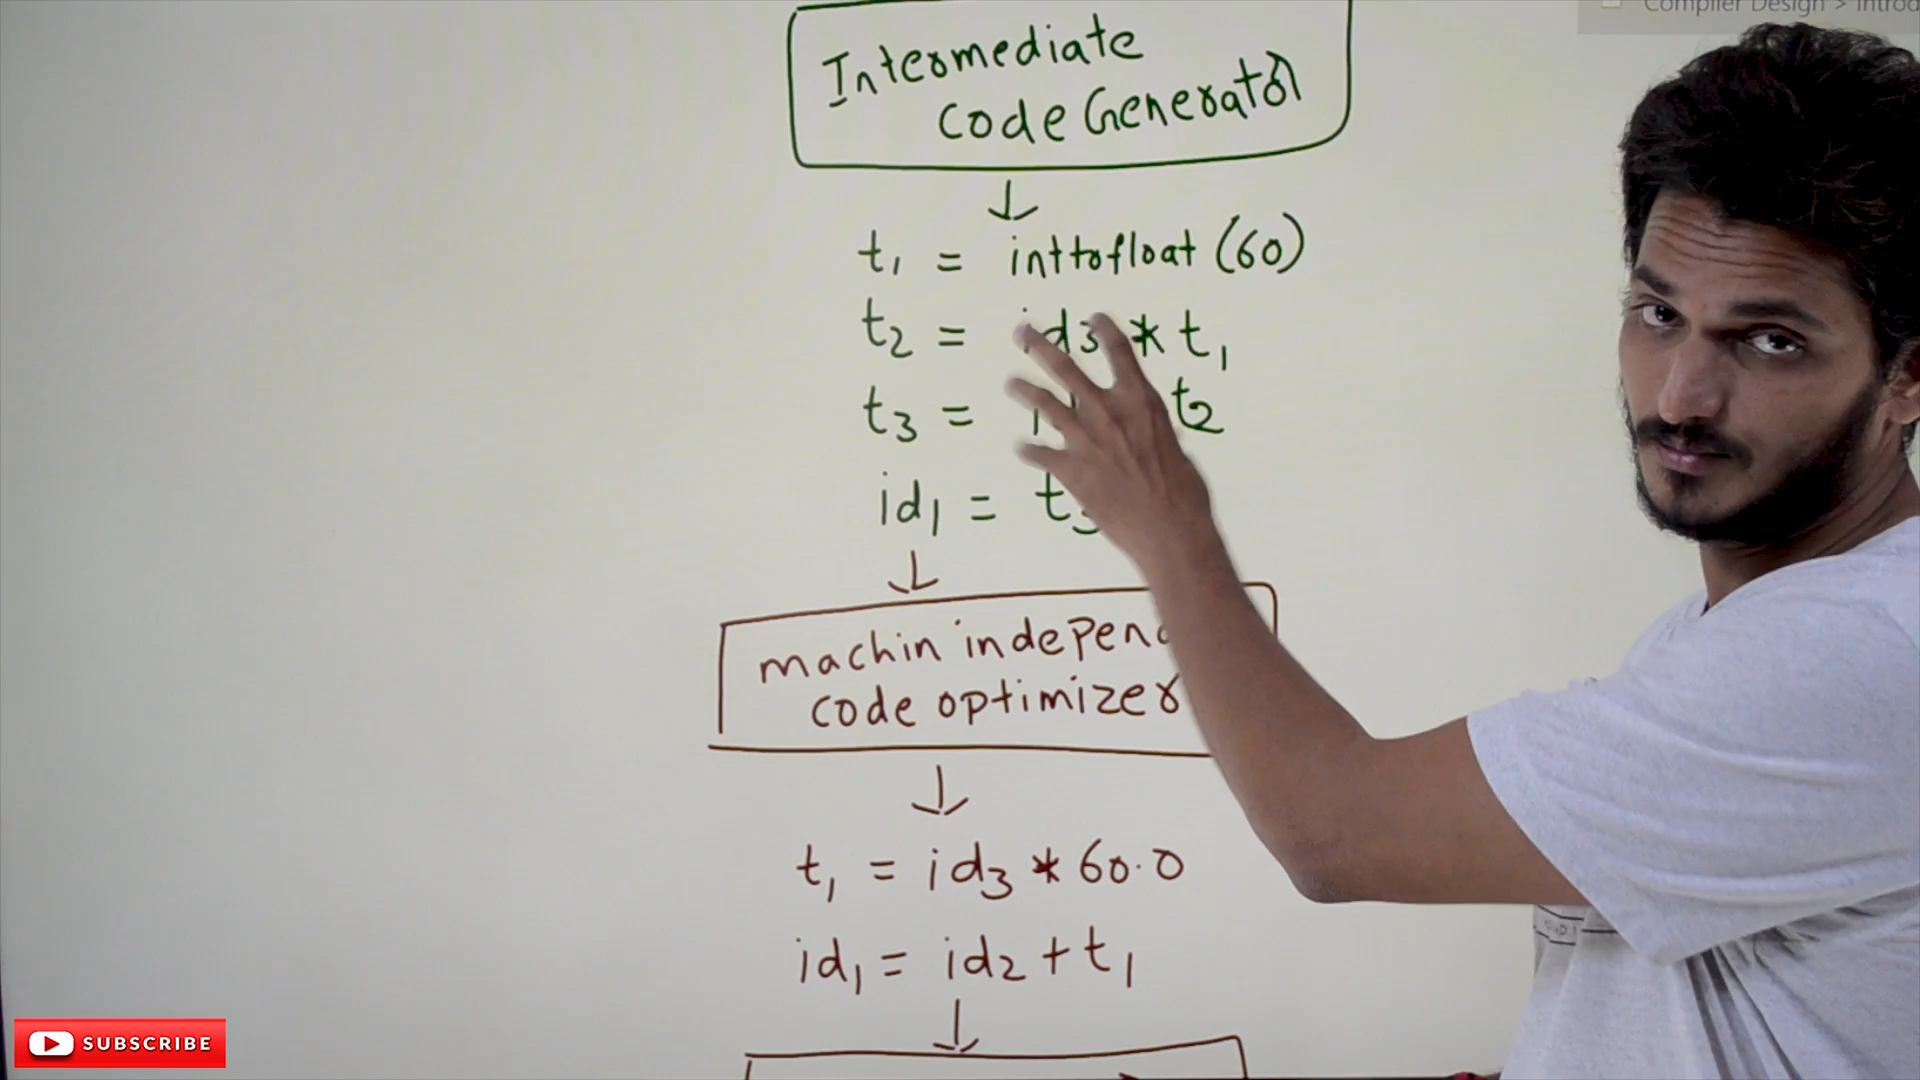 Compiler Design > Introd
Intermediate
Code Generator
t1 = inttofloat (60)
t2 = id3 * t1
t3 = t2
id1 = t3
machin independ
code optimizer
t1 = id3 * 60.0
id1 = id2 + t1
SUBSCRIBE